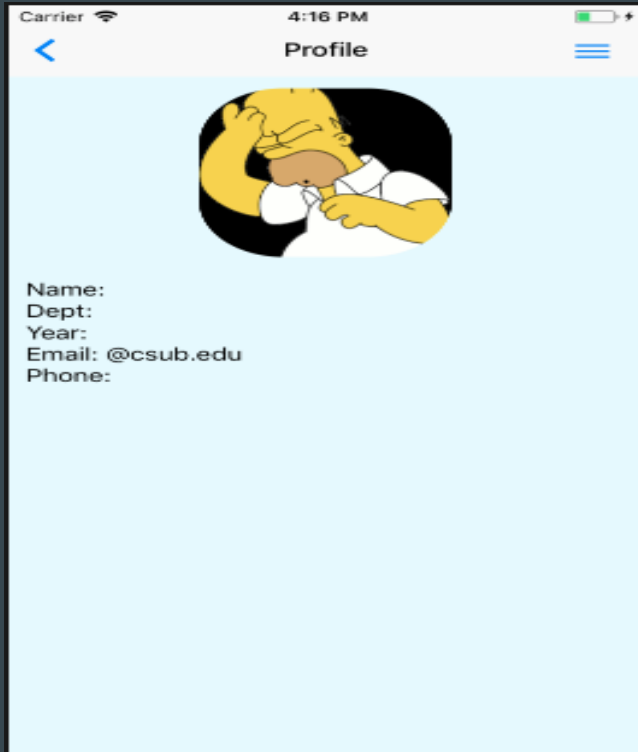 Carrier
4:16 PM
Profile
Name:
Dept:
Year:
Email: @csub.edu
Phone: